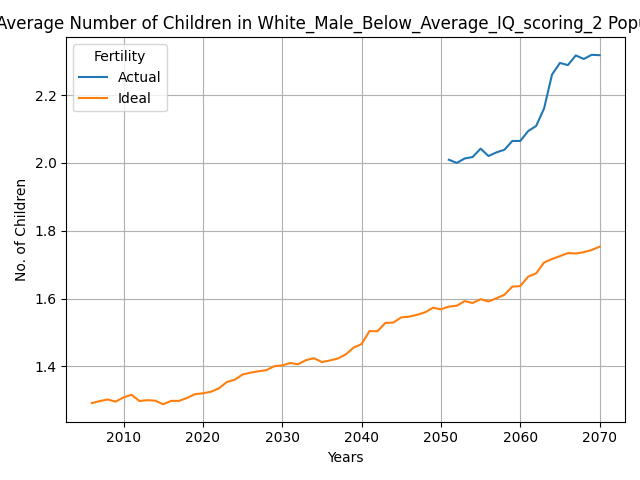 Average Number of Children in White_Male_Below_Average_IQ_scoring_2 Popu
Fertility
Actual
Ideal
No. of Children
2.2
2.0
1.8
1.6
1.4
2010 2020 2030 2040 2050 2060 2070
Years